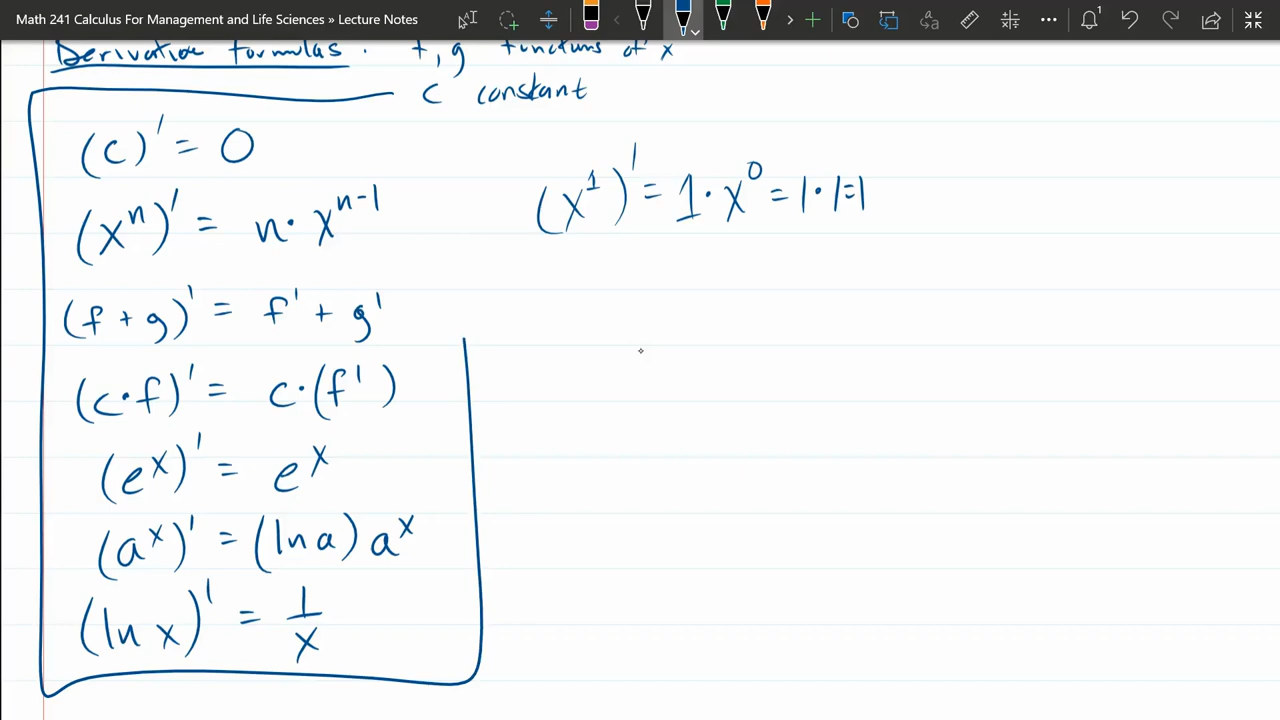 Math 241 Calculus For Management and Life Sciences » Lecture Notes
Derivative formulas. f, g functions of x
c constant
(c)' = 0
(x^1)' = 1 · x^0 = 1 · 1 = 1
(x^n)' = n · x^{n-1}
(f + g)' = f' + g'
(c · f)' = c · (f')
(e^x)' = e^x
(a^x)' = (ln a) a^x
(ln x)' = 1/x